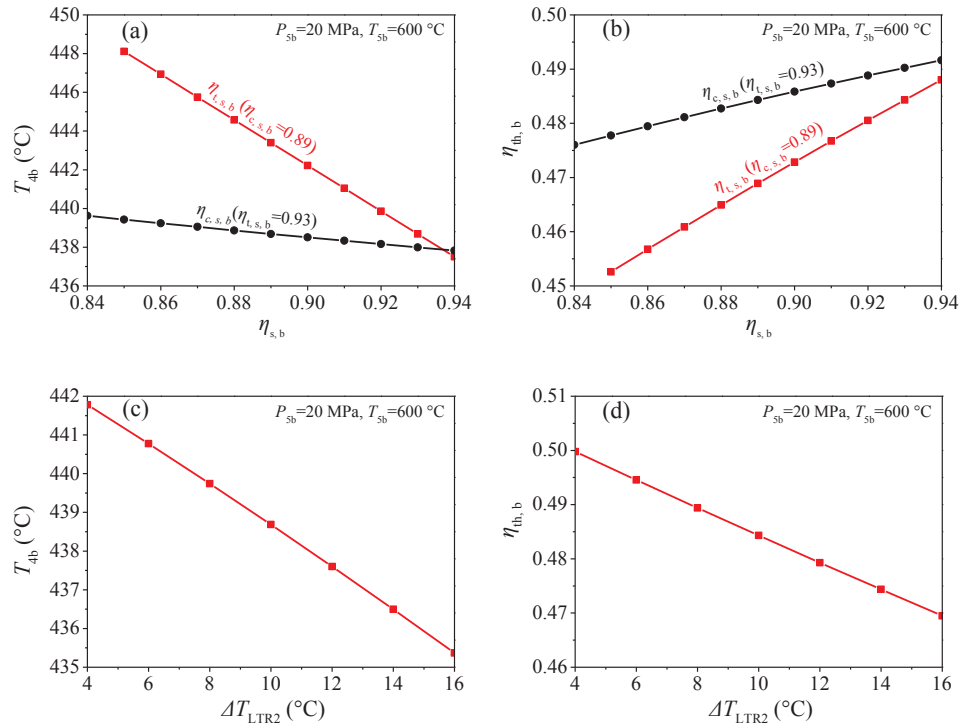 (a)
P5b=20 MPa, T5b=600 °C
448
446
444
442
440
438
436
T4b (°C)
ηt, s, b (ηc, s, b=0.89)
ηc, s, b (ηt, s, b=0.93)
0.84 0.86 0.88 0.90 0.92 0.94
ηs, b
(b)
P5b=20 MPa, T5b=600 °C
0.50
0.49
0.48
0.47
0.46
0.45
ηth, b
ηc, s, b (ηt, s, b=0.93)
ηt, s, b (ηc, s, b=0.89)
0.84 0.86 0.88 0.90 0.92 0.94
ηs, b
(c)
P5b=20 MPa, T5b=600 °C
442
441
440
439
438
437
436
435
T4b (°C)
4 6 8 10 12 14 16
ΔTLTR2 (°C)
(d)
P5b=20 MPa, T5b=600 °C
0.51
0.50
0.49
0.48
0.47
0.46
ηth, b
4 6 8 10 12 14 16
ΔTLTR2 (°C)